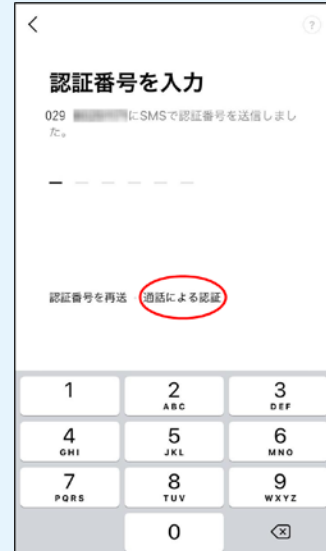 ?
認証番号を入力
029 にSMSで認証番号を送信しまし
た。
認証番号を再送 通話による認証
1 2 3
ABC DEF
4 5 6
GHI JKL MNO
7 8 9
PQRS TUV WXYZ
0